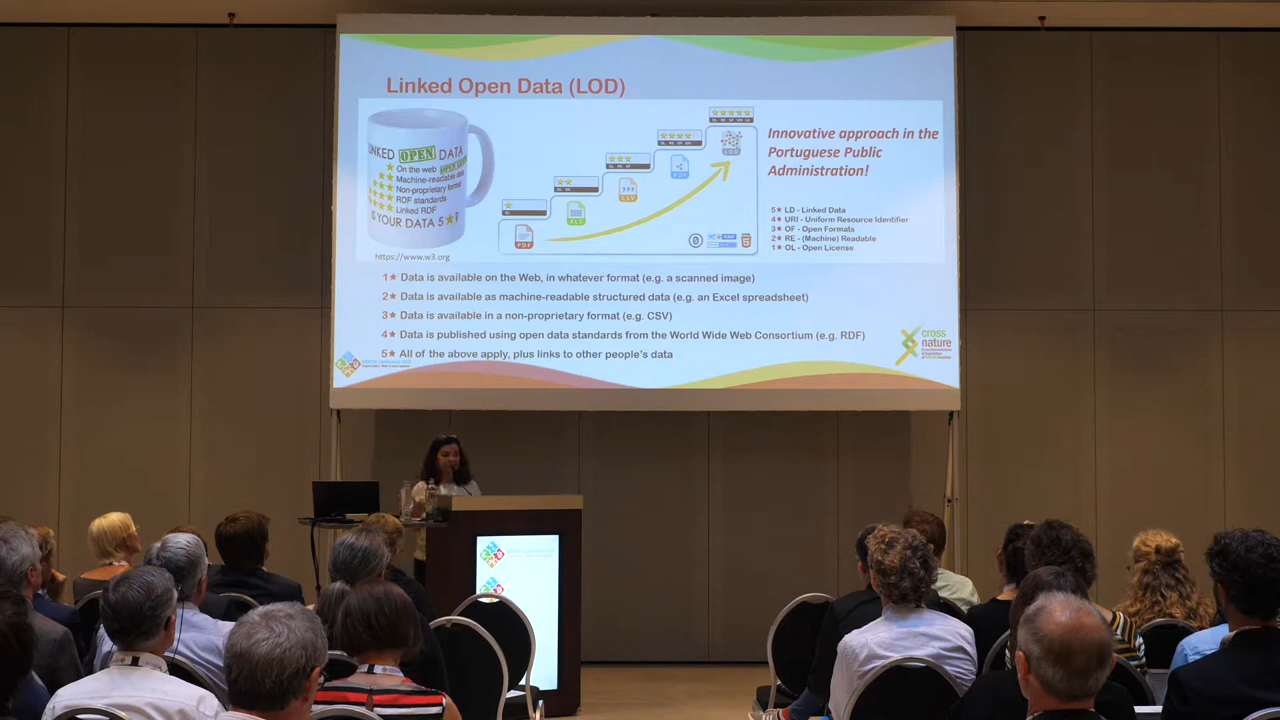 Linked Open Data (LOD)
LINKED OPEN DATA
★ On the web
★★ Machine-readable data
★★★ Non-proprietary format
★★★★ RDF standards
★★★★★ Linked RDF
IS YOUR DATA 5★?
https://www.w3.org
PDF
XLS
CSV
RDF
LOD
Innovative approach in the
Portuguese Public
Administration!
5★ LD - Linked Data
4★ URI - Uniform Resource Identifier
3★ OF - Open Formats
2★ RE - (Machine) Readable
1★ OL - Open License
1★ Data is available on the Web, in whatever format (e.g. a scanned image)
2★ Data is available as machine-readable structured data (e.g. an Excel spreadsheet)
3★ Data is available in a non-proprietary format (e.g. CSV)
4★ Data is published using open data standards from the World Wide Web Consortium (e.g. RDF)
5★ All of the above apply, plus links to other people's data
cross
nature